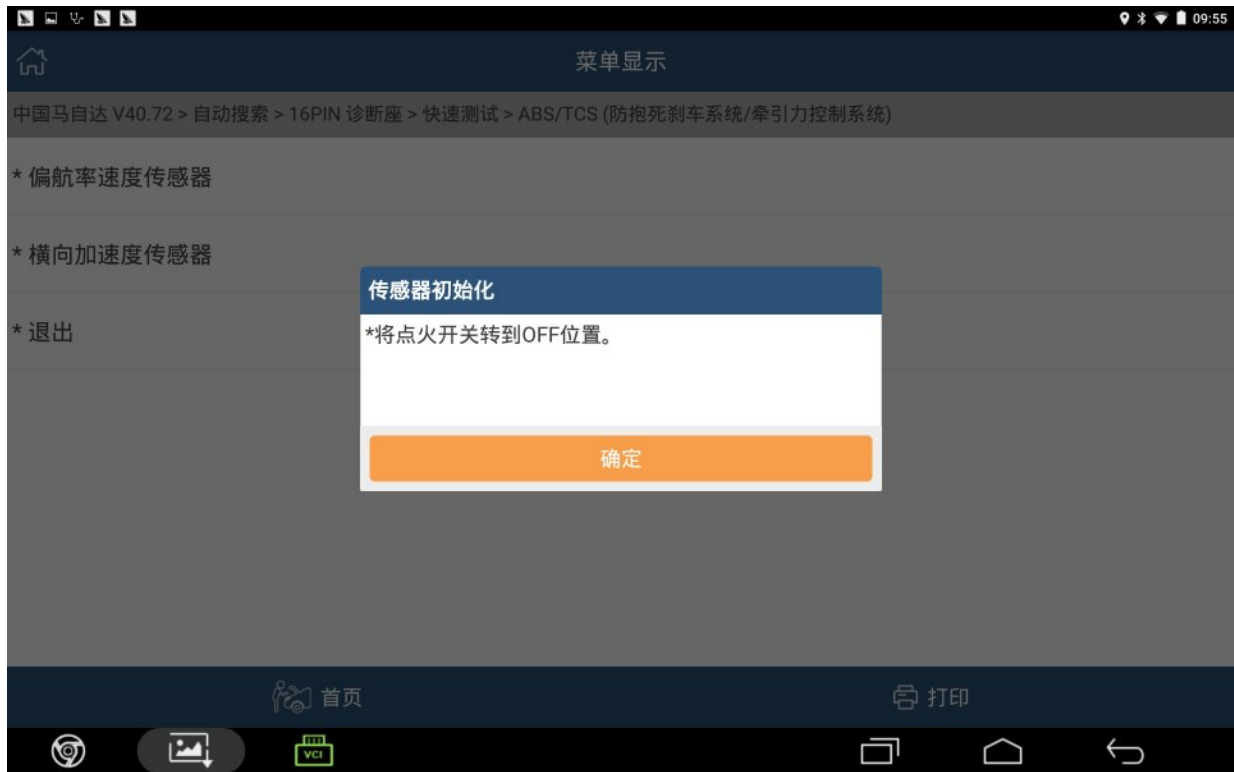 09:55
菜单显示
中国马自达 V40.72 > 自动搜索 > 16PIN 诊断座 > 快速测试 > ABS/TCS (防抱死刹车系统/牵引力控制系统)
* 偏航率速度传感器
* 横向加速度传感器
* 退出
传感器初始化
*将点火开关转到OFF位置。
确定
首页
打印
VCI